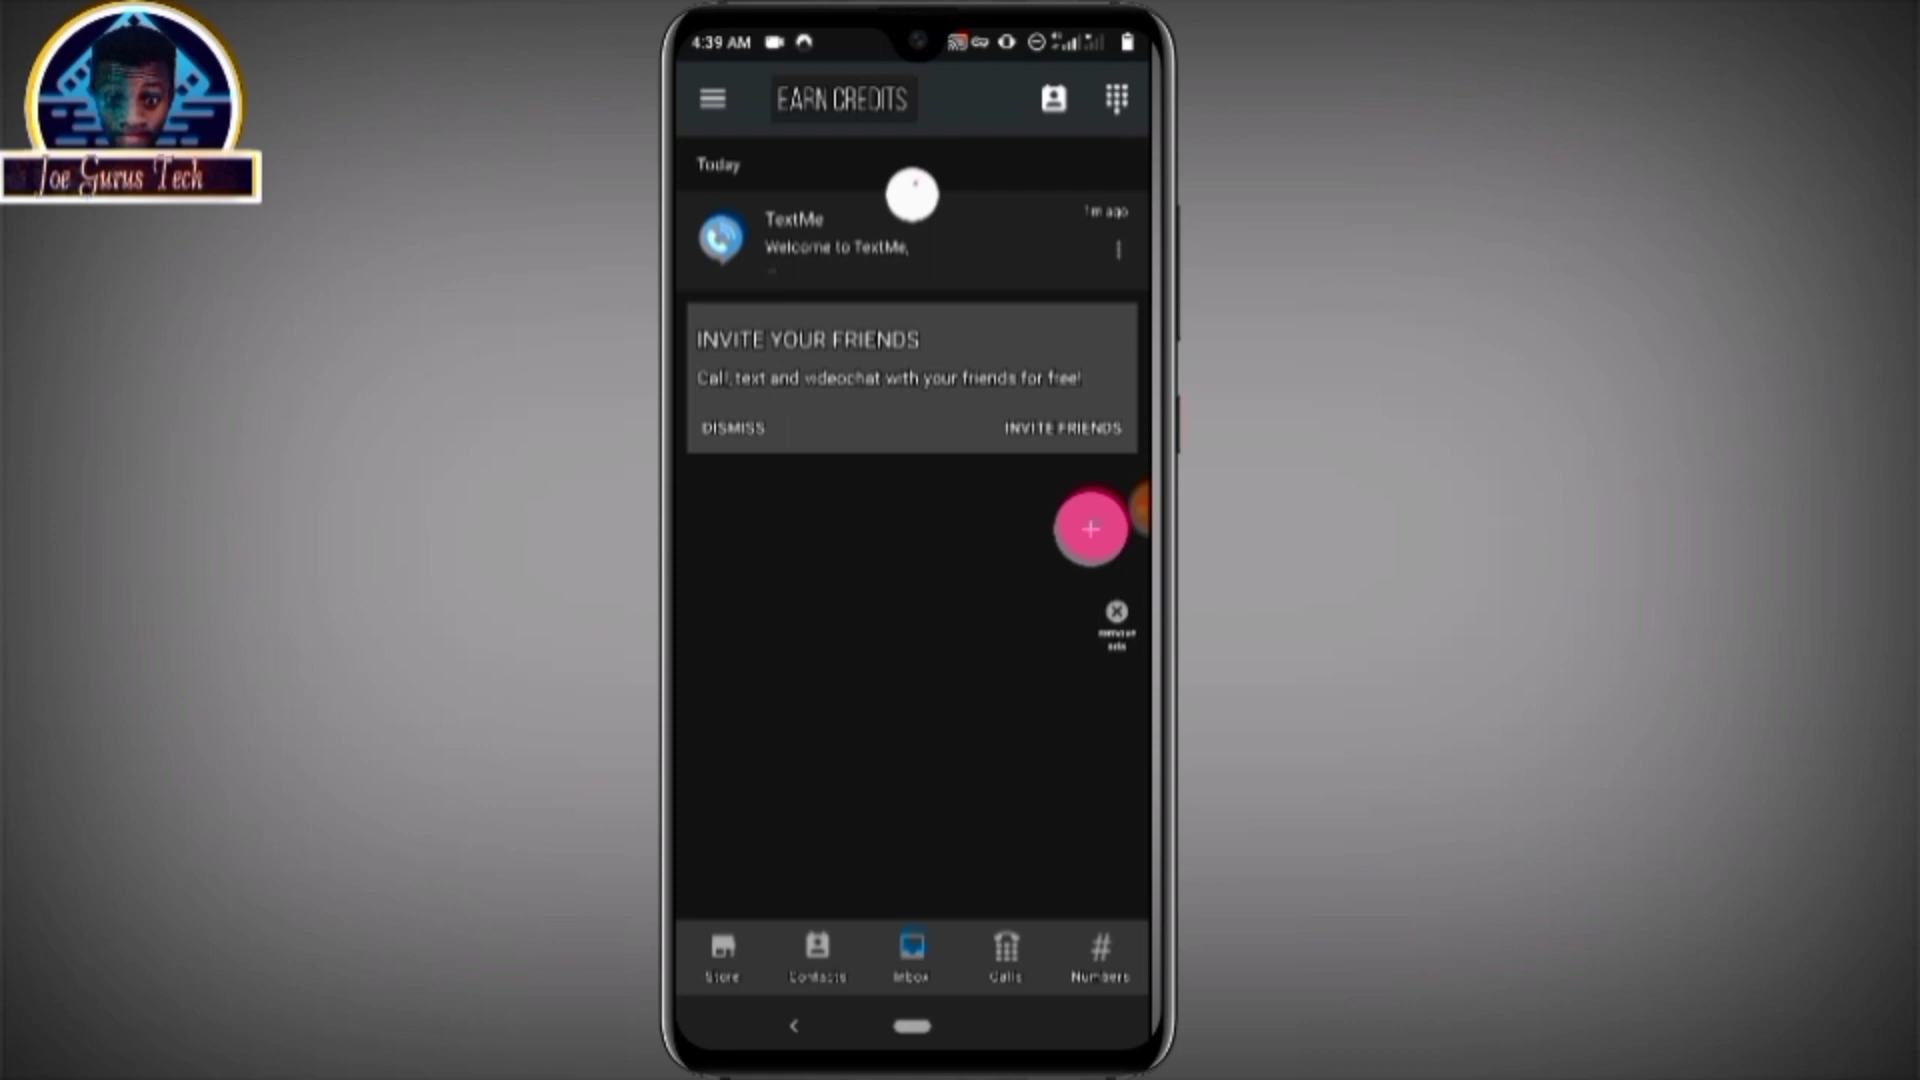 Joe Gurus Tech
4:39 AM
EARN CREDITS
Today
TextMe
1m ago
Welcome to TextMe,
INVITE YOUR FRIENDS
Call, text and videochat with your friends for free!
DISMISS
INVITE FRIENDS
Store
Contacts
Inbox
Calls
Numbers